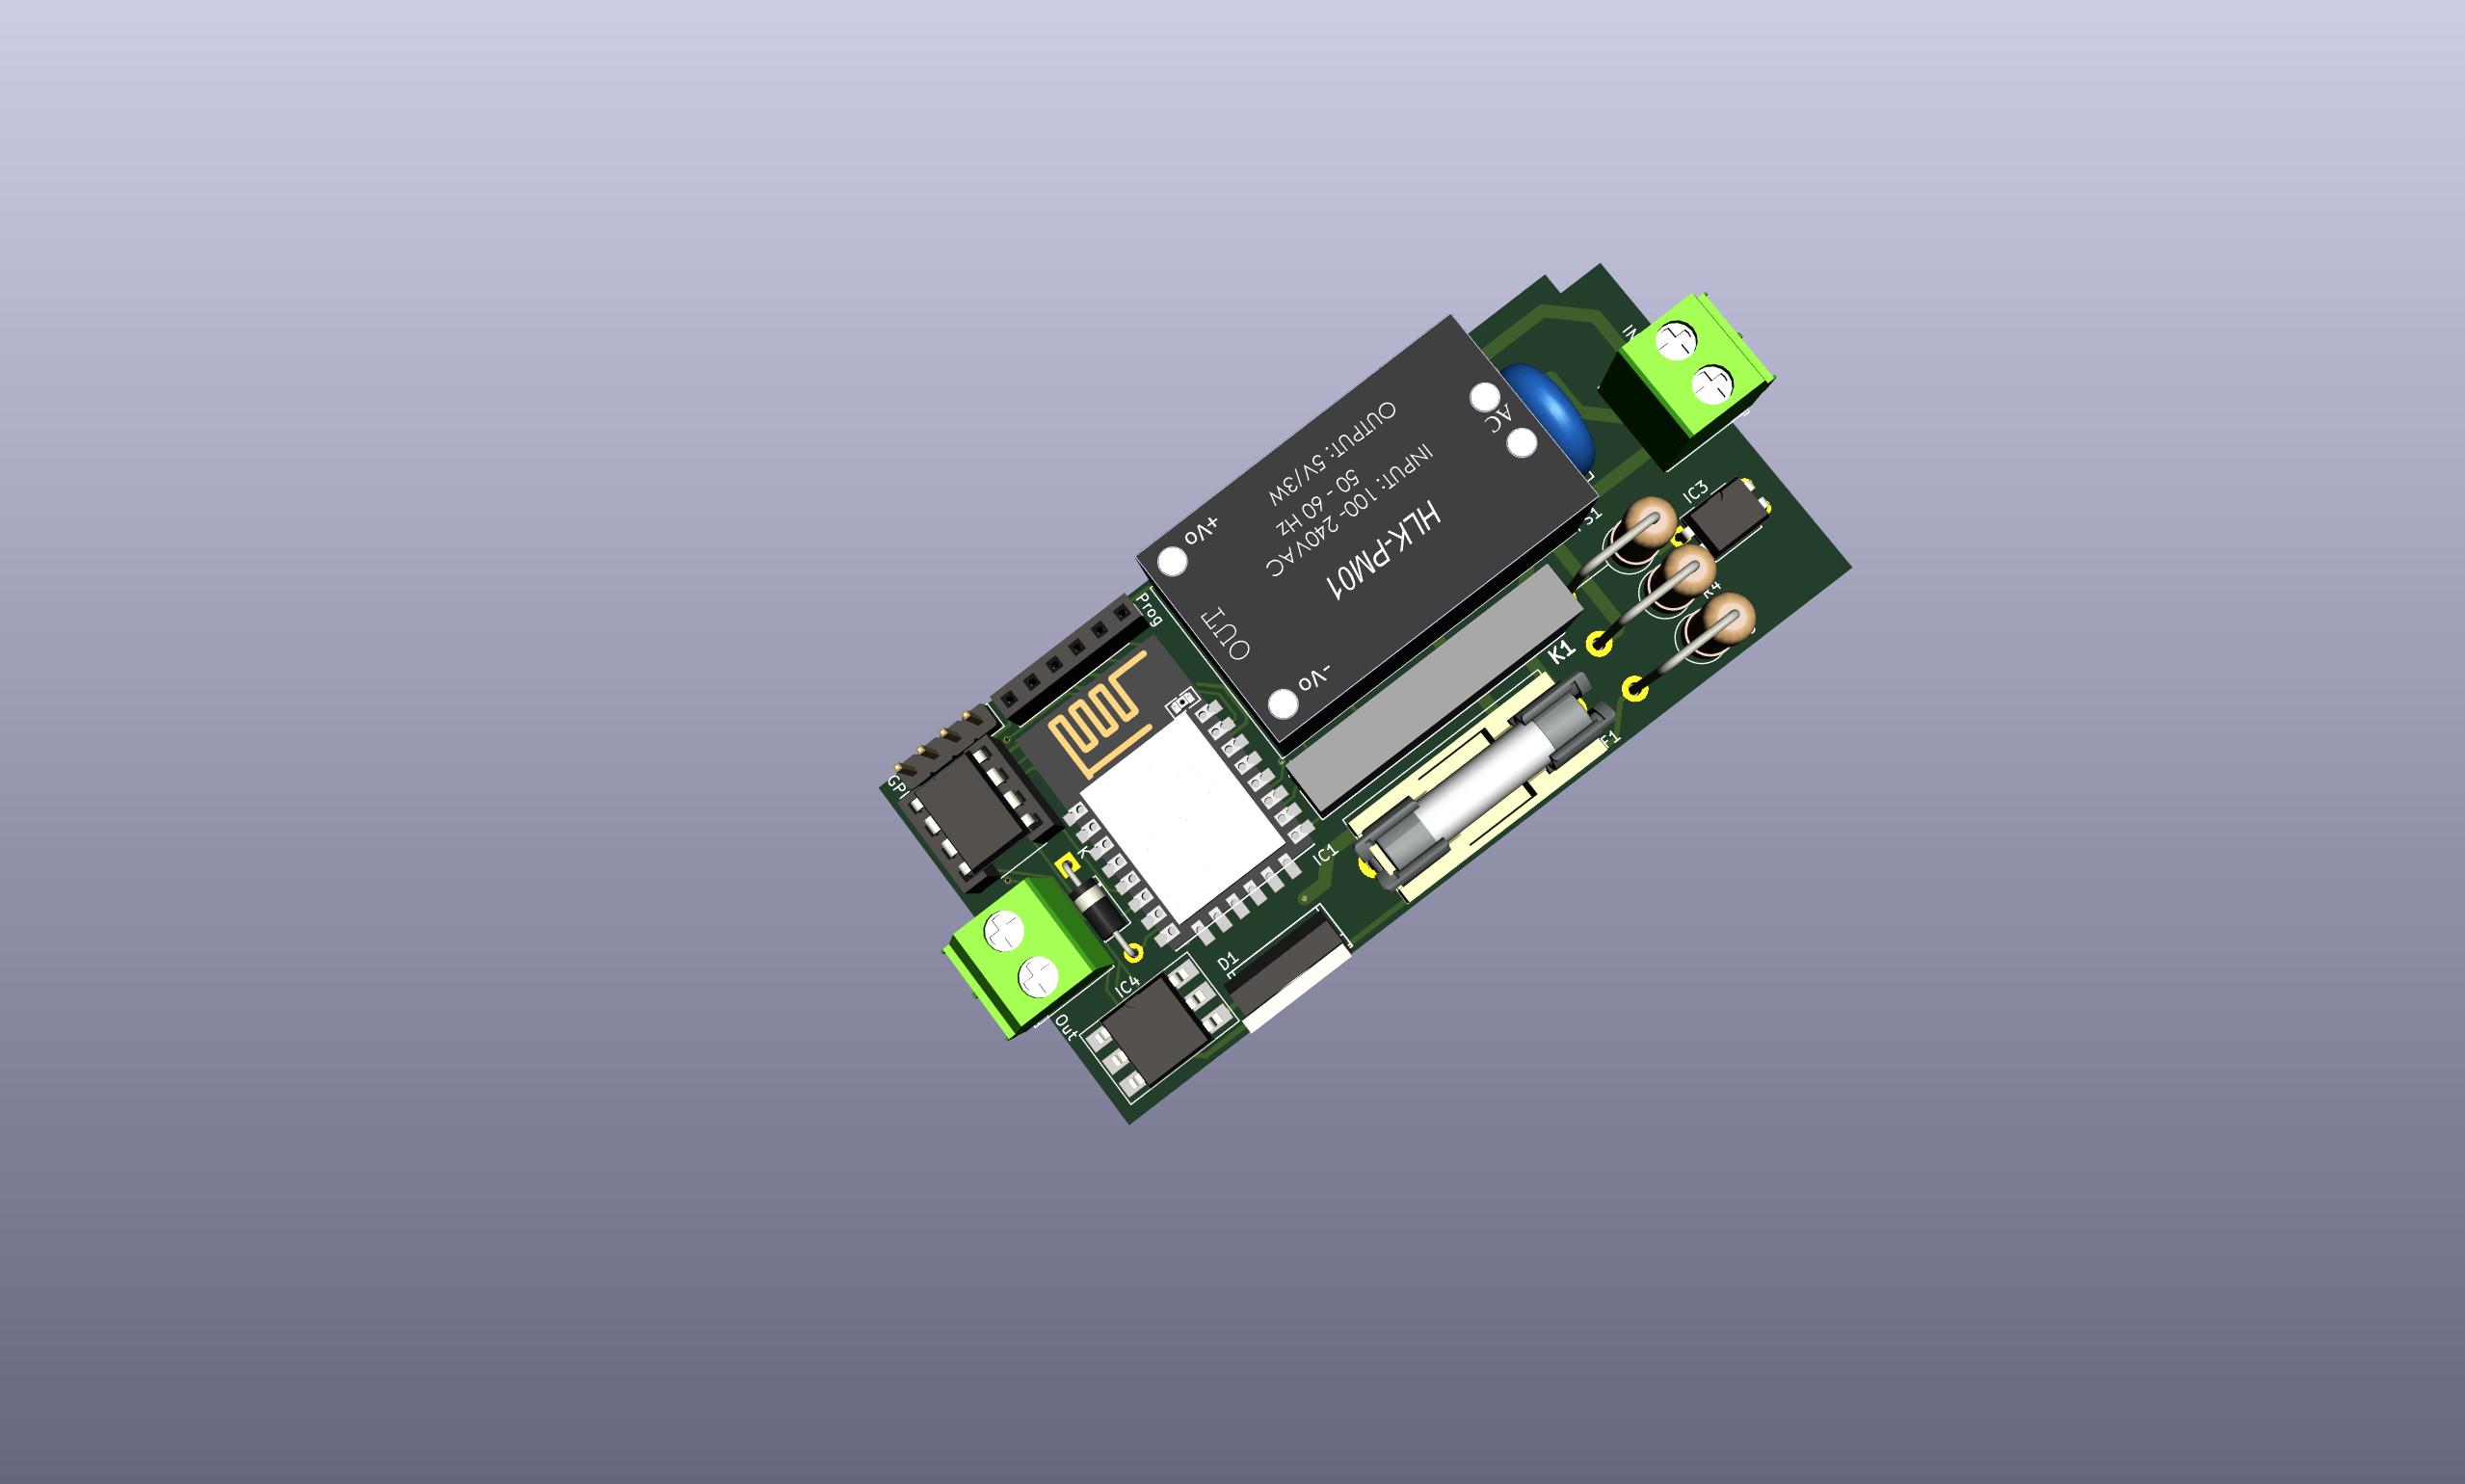 HLK-PM01
INPUT: 100-240VAC
50 - 60 Hz
OUTPUT: 5V/3W
AC
+Vo
OUT
-Vo
Prog
GPI
K
IC1
IC3
IC4
Out
D1
K1
F1